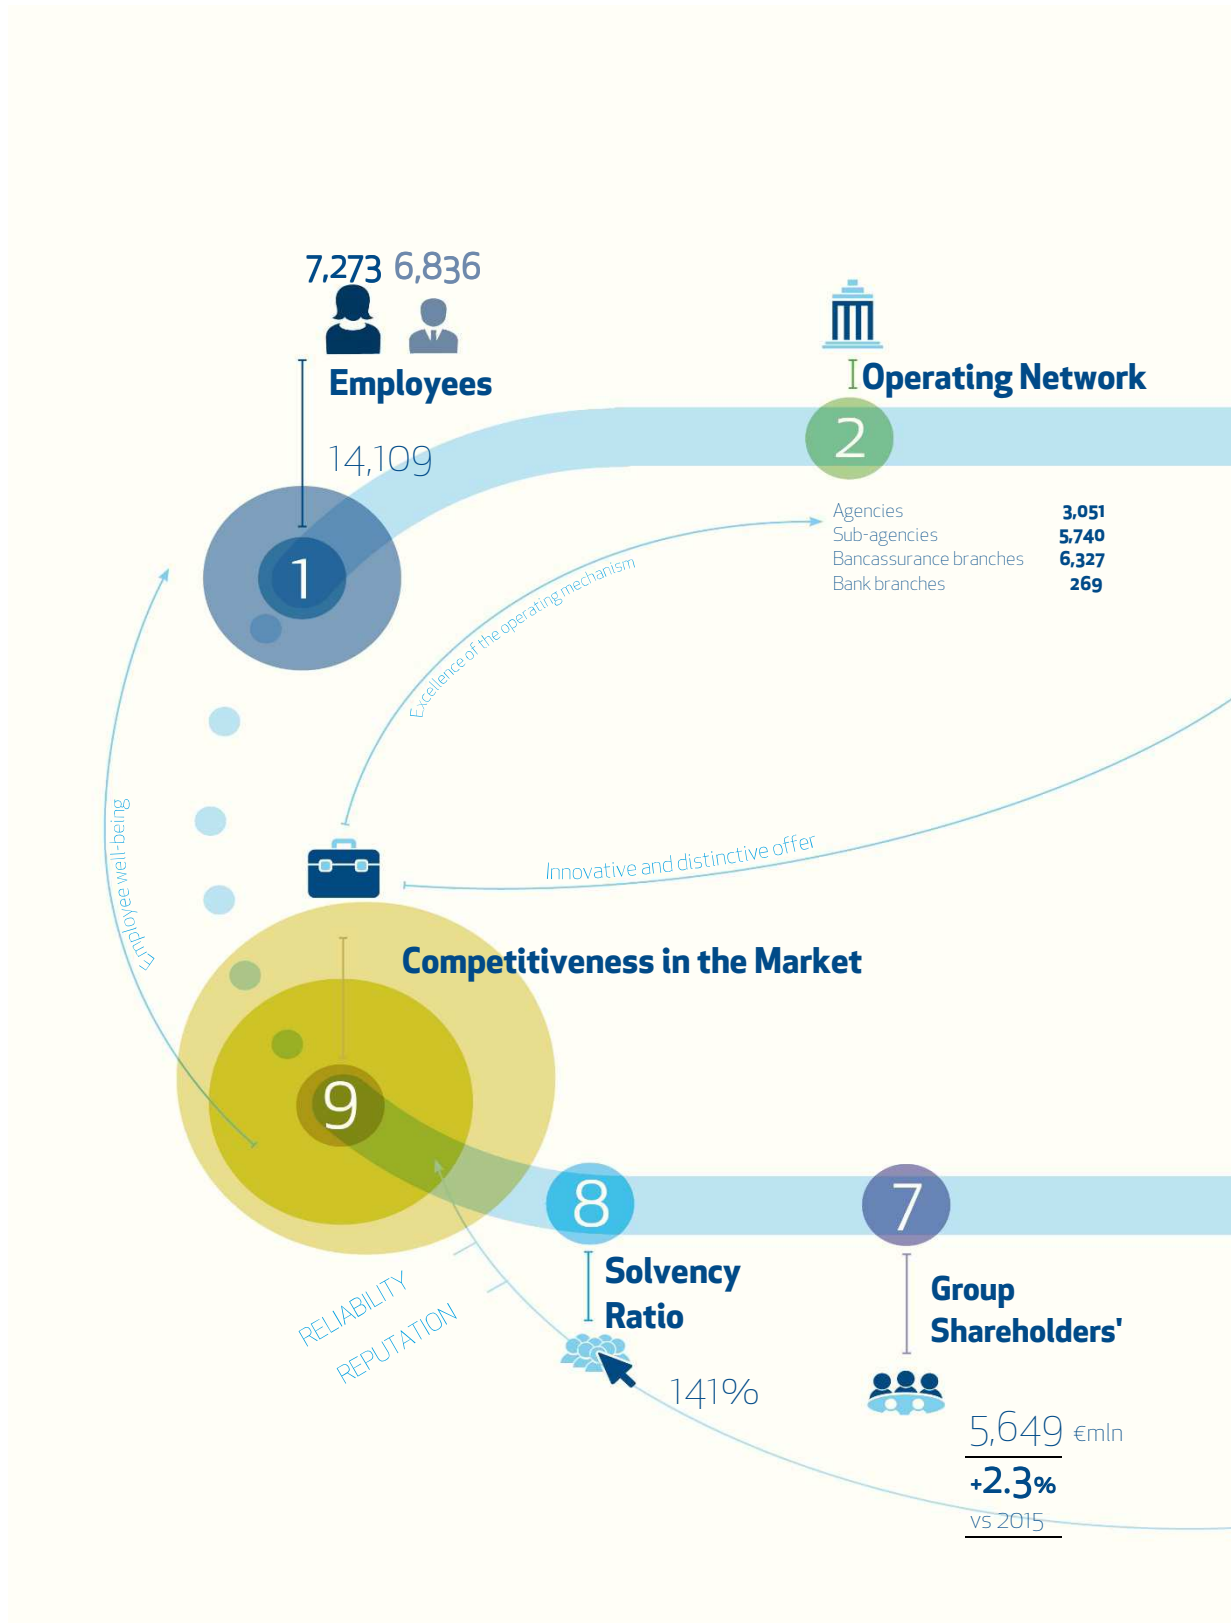 7,273 6,836
Employees
14,109
1
Operating Network
2
Agencies 3,051
Sub-agencies 5,740
Bancassurance branches 6,327
Bank branches 269
Excellence of the operating mechanism
Employee well-being
Innovative and distinctive offer
Competitiveness in the Market
9
8
7
Solvency
Ratio
141%
Group
Shareholders'
5,649 €mln
+2.3%
vs 2015
RELIABILITY
REPUTATION